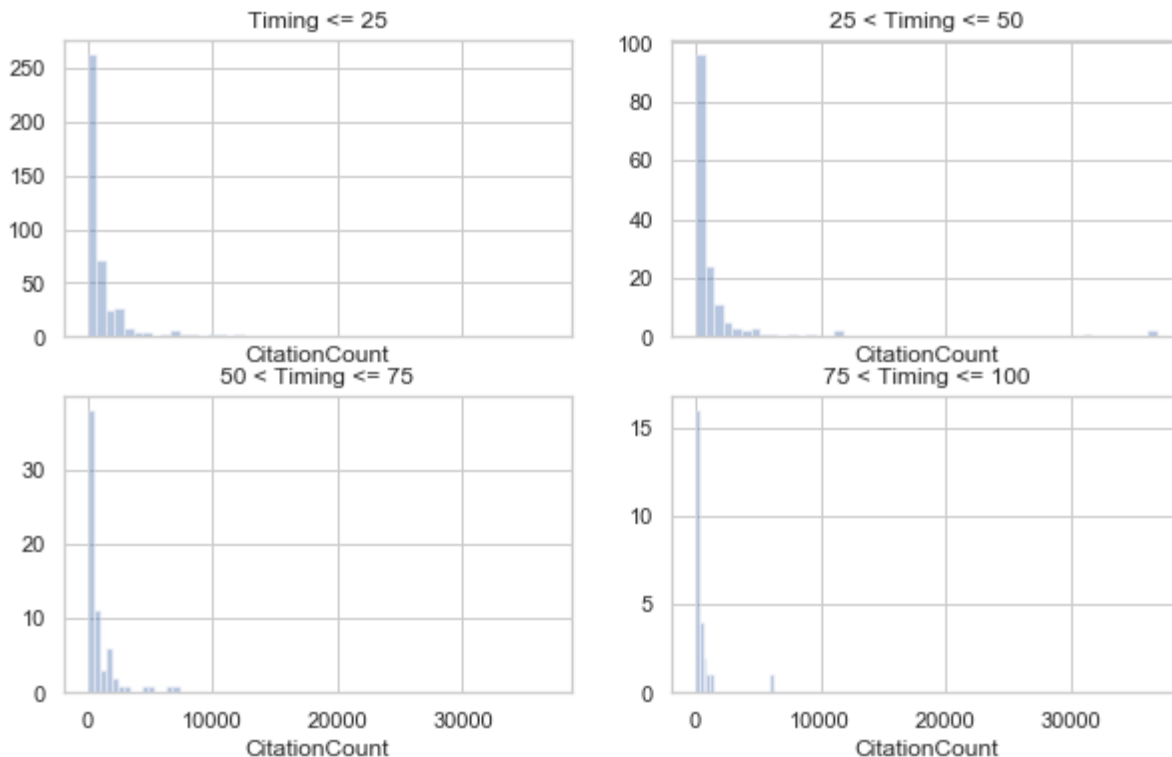 Timing <= 25
25 < Timing <= 50
250
200
150
100
50
0
100
80
60
40
20
0
CitationCount
CitationCount
50 < Timing <= 75
75 < Timing <= 100
30
20
10
0
15
10
5
0
0 10000 20000 30000
0 10000 20000 30000
CitationCount
CitationCount